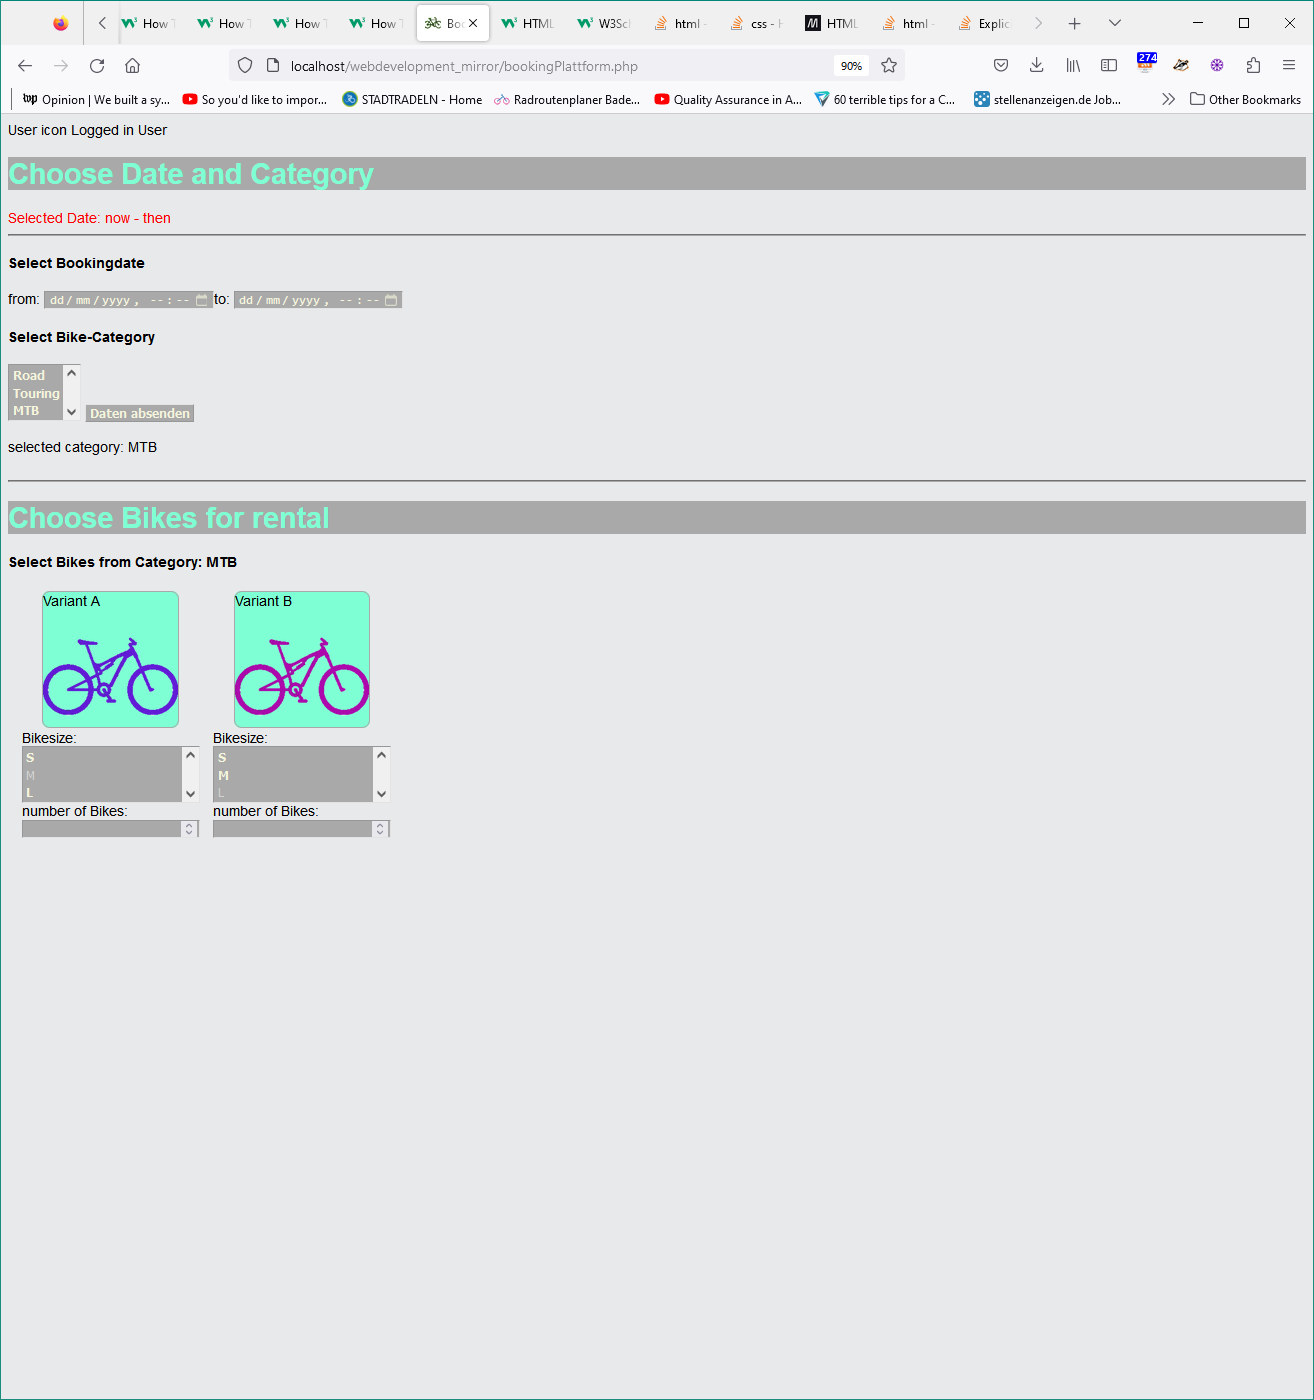 How T
How T
How T
How T
Boo
HTML
W3Sch
html -
css - H
HTML
html -
Explic
localhost/webdevelopment_mirror/bookingPlattform.php
90%
274
wp Opinion | We built a sy...
So you'd like to impor...
STADTRADELN - Home
Radroutenplaner Bade...
Quality Assurance in A...
60 terrible tips for a C...
stellenanzeigen.de Job...
Other Bookmarks
User icon Logged in User
Choose Date and Category
Selected Date: now - then
Select Bookingdate
from: dd/mm/yyyy, --:-- to: dd/mm/yyyy, --:--
Select Bike-Category
Road
Touring
MTB
Daten absenden
selected category: MTB
Choose Bikes for rental
Select Bikes from Category: MTB
Variant A
Variant B
Bikesize:
Bikesize:
S
M
L
S
M
L
number of Bikes:
number of Bikes: